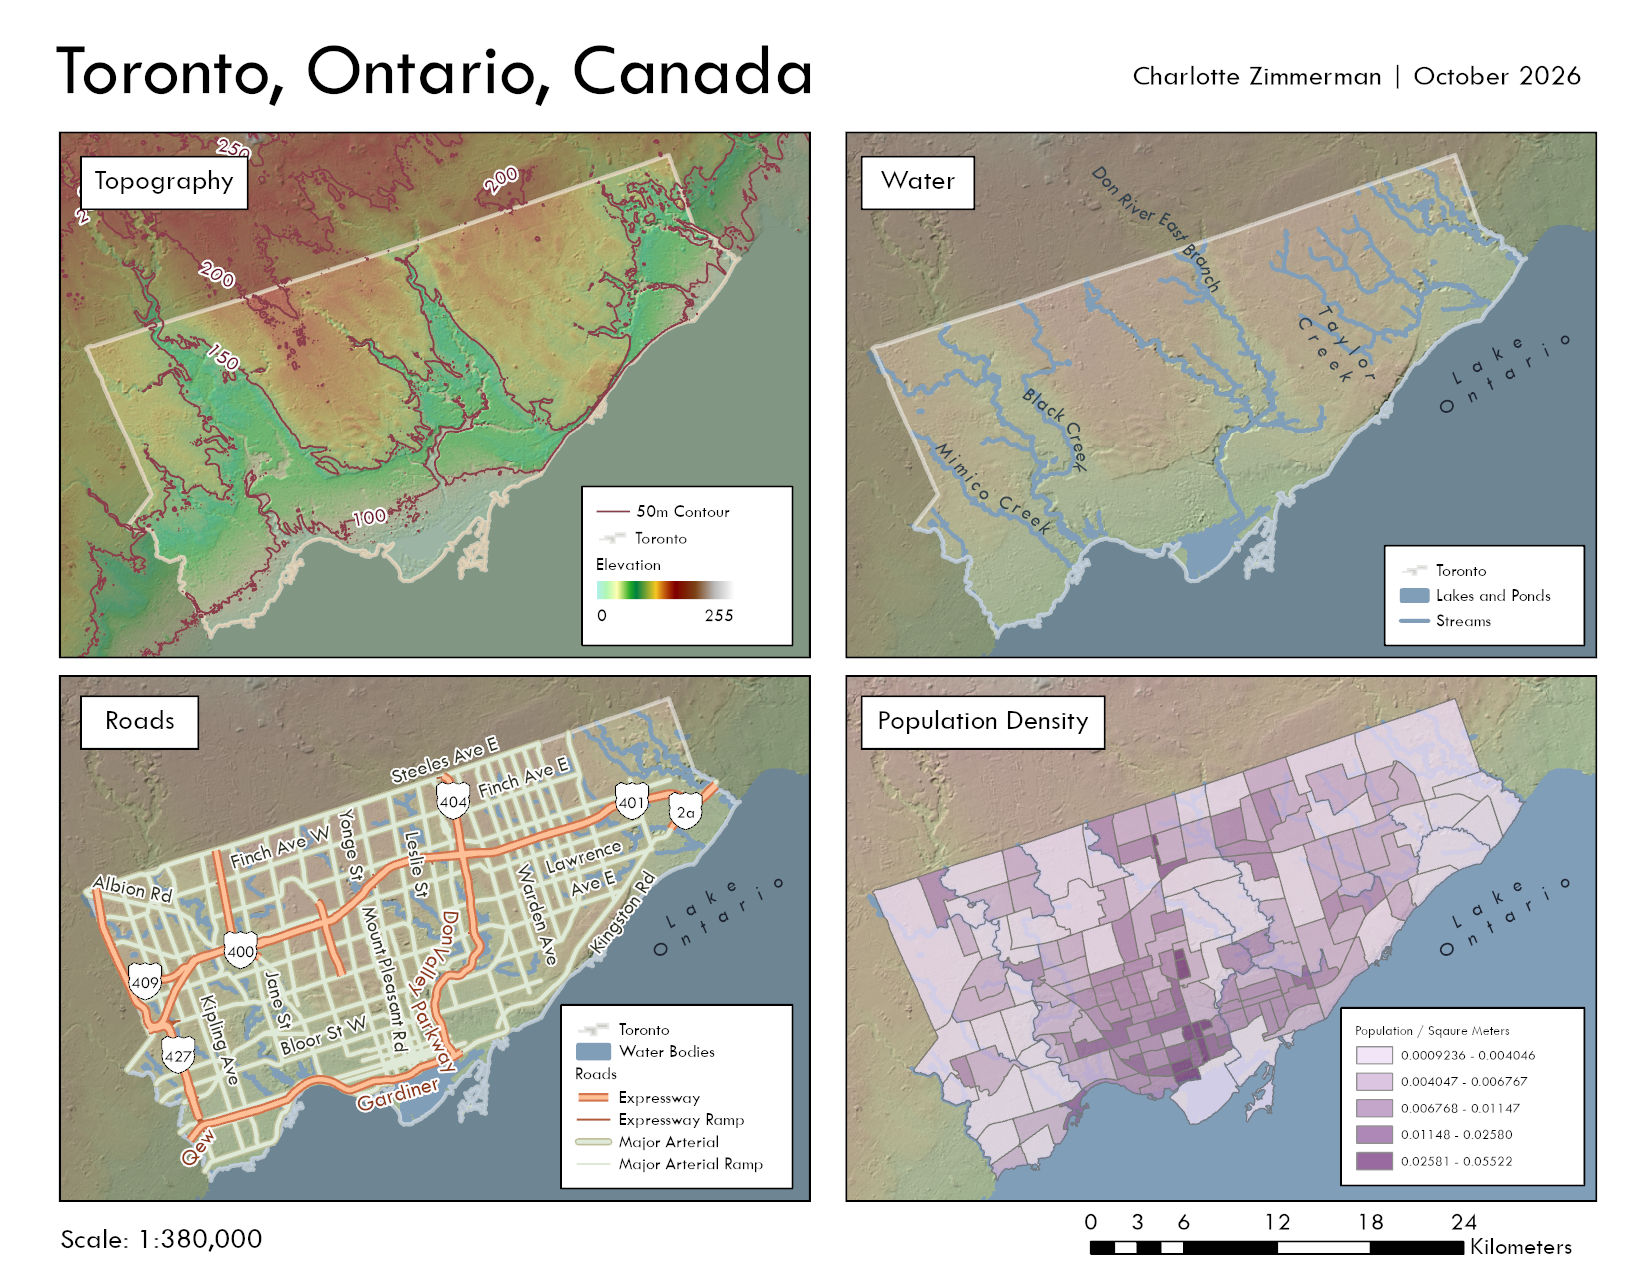 Toronto, Ontario, Canada
Charlotte Zimmerman | October 2026
Topography
250
200
200
150
100
50m Contour
Toronto
Elevation
0 255
Water
Don River East Branch
Taylor
Creek
Black Creek
Mimico Creek
Lake
Ontario
Toronto
Lakes and Ponds
Streams
Roads
Steeles Ave E
Finch Ave E
404
401
2a
Finch Ave W
Yonge St
Leslie St
Lawrence
Ave E
Albion Rd
Warden Ave
Kingston Rd
Mount Pleasant Rd
Don Valley Parkway
400
409
Jane St
Kipling Ave
Bloor St W
427
Gardiner
Qew
Lake
Ontario
Toronto
Water Bodies
Roads
Expressway
Expressway Ramp
Major Arterial
Major Arterial Ramp
Population Density
Lake
Ontario
Population / Sqaure Meters
0.0009236 - 0.004046
0.004047 - 0.006767
0.006768 - 0.01147
0.01148 - 0.02580
0.02581 - 0.05522
Scale: 1:380,000
0 3 6 12 18 24
Kilometers